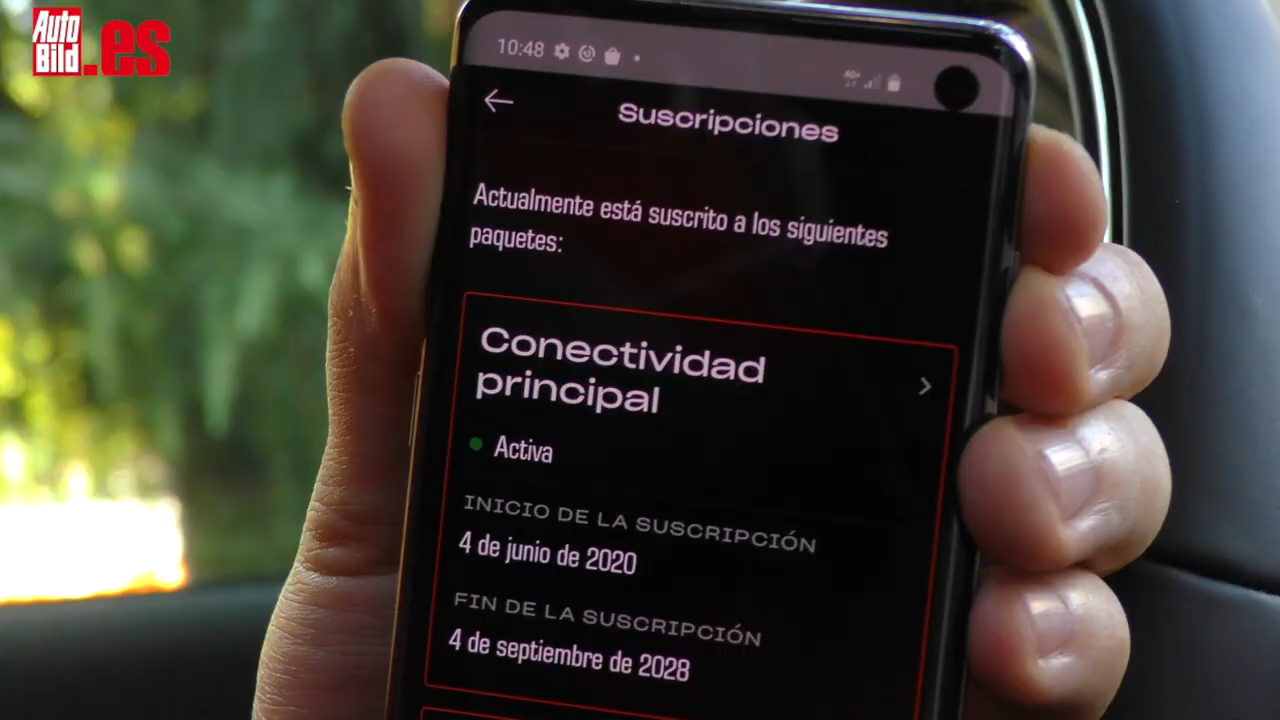 Auto
Bild.es
10:48
Suscripciones
Actualmente está suscrito a los siguientes
paquetes:
Conectividad
principal
Activa
INICIO DE LA SUSCRIPCIÓN
4 de junio de 2020
FIN DE LA SUSCRIPCIÓN
4 de septiembre de 2028